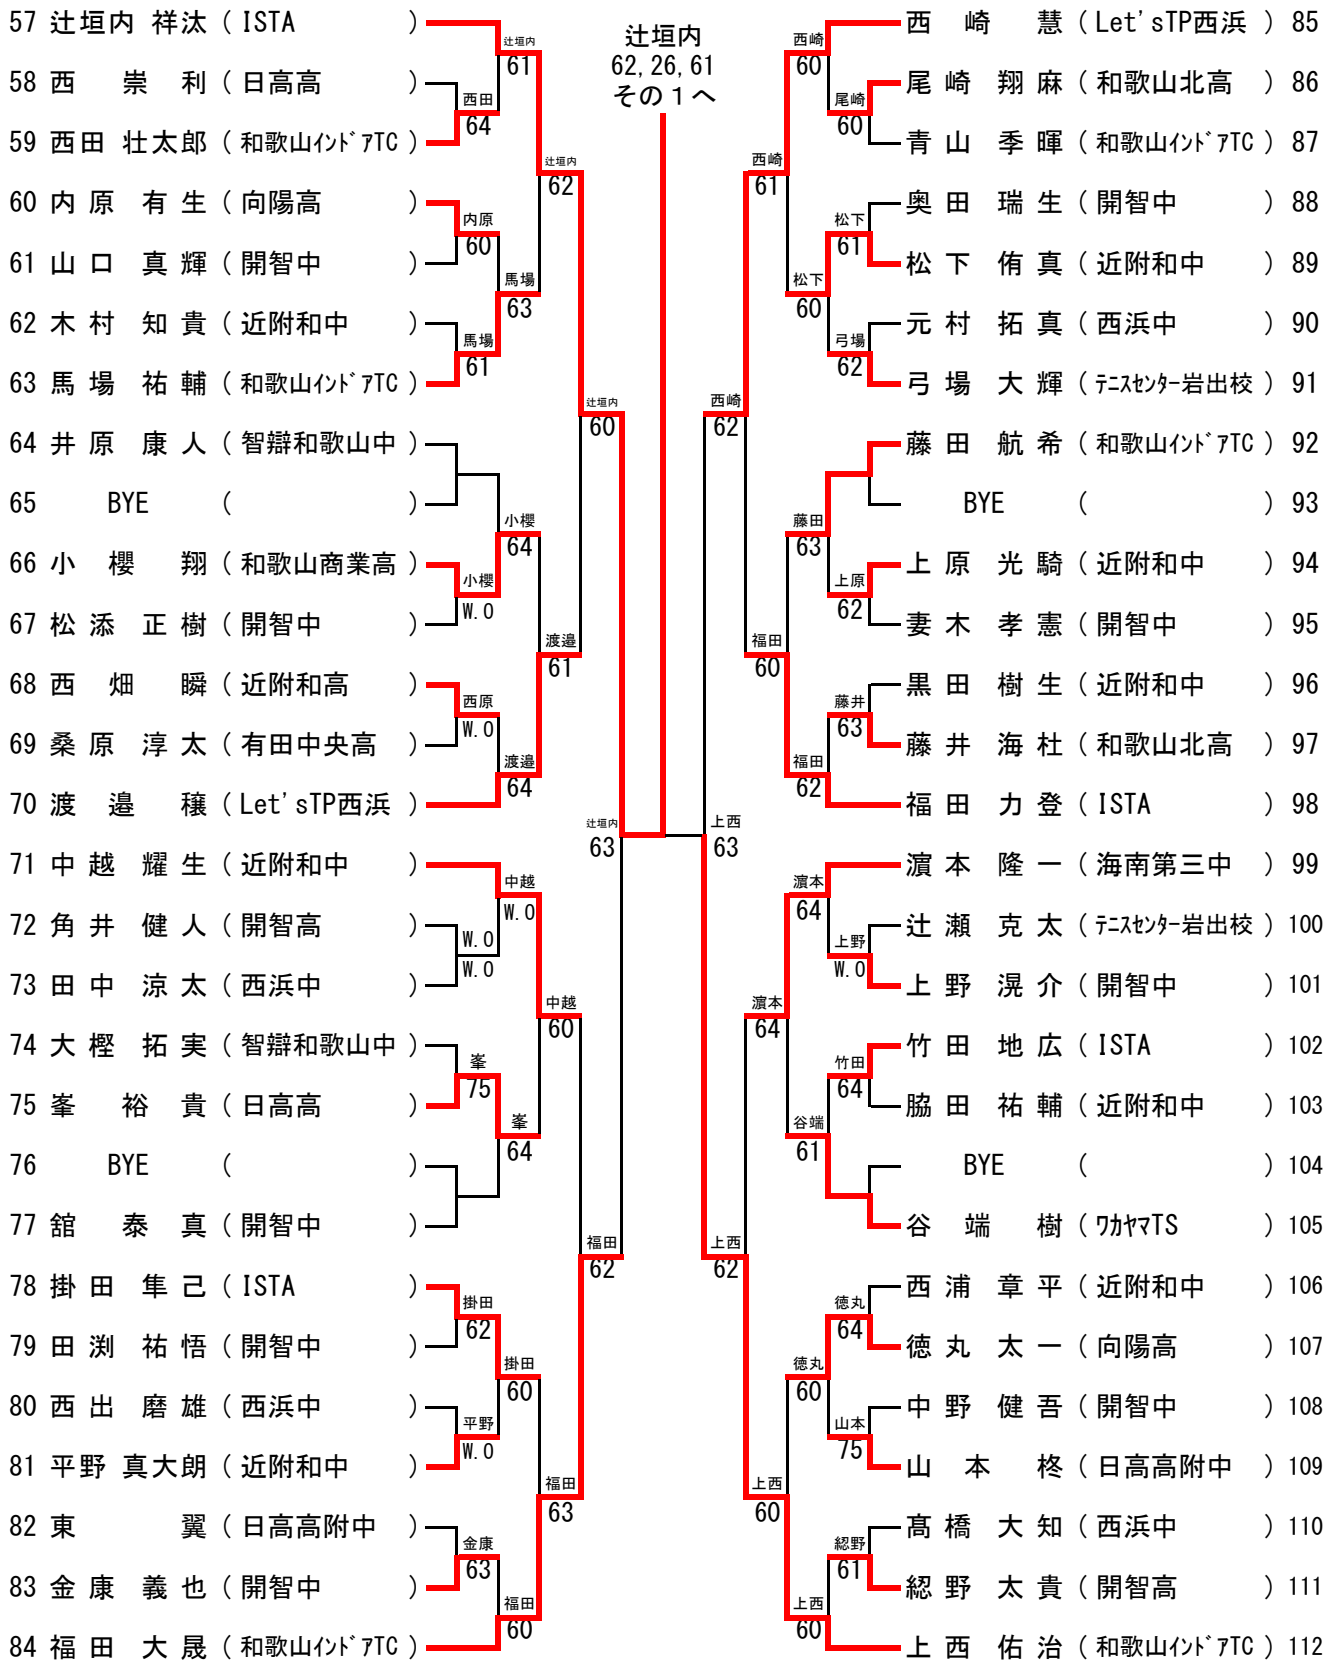 辻垣内
62, 26, 61
その１へ
57 辻垣内 祥汰 ( ISTA )
58 西 崇 利 ( 日高高 )
59 西田 壮太郎 ( 和歌山インドアTC )
60 内 原 有 生 ( 向陽高 )
61 山 口 真 輝 ( 開智中 )
62 木 村 知 貴 ( 近附和中 )
63 馬 場 祐 輔 ( 和歌山インドアTC )
64 井 原 康 人 ( 智辯和歌山中 )
65 BYE ( )
66 小 櫻 翔 ( 和歌山商業高 )
67 松 添 正 樹 ( 開智中 )
68 西 畑 瞬 ( 近附和高 )
69 桑 原 淳 太 ( 有田中央高 )
70 渡 邉 穣 ( Let'sTP西浜 )
71 中 越 耀 生 ( 近附和中 )
72 角 井 健 人 ( 開智高 )
73 田 中 涼 太 ( 西浜中 )
74 大 樫 拓 実 ( 智辯和歌山中 )
75 峯 裕 貴 ( 日高高 )
76 BYE ( )
77 舘 泰 真 ( 開智中 )
78 掛 田 隼 己 ( ISTA )
79 田 渕 祐 悟 ( 開智中 )
80 西 出 磨 雄 ( 西浜中 )
81 平野 真大朗 ( 近附和中 )
82 東 翼 ( 日高高附中 )
83 金 康 義 也 ( 開智中 )
84 福 田 大 晟 ( 和歌山インドアTC )
辻垣内
61
西田
64
辻垣内
62
内原
60
馬場
63
馬場
61
辻垣内
60
小櫻
64
小櫻
W.0
渡邉
61
西原
W.0
渡邉
64
辻垣内
63
中越
W.0
W.0
W.0
中越
60
峯
75
峯
64
福田
62
掛田
62
掛田
60
平野
W.0
福田
63
金康
63
福田
60
西 崎 慧 ( Let'sTP西浜 ) 85
尾 崎 翔 麻 ( 和歌山北高 ) 86
青 山 季 暉 ( 和歌山インドアTC ) 87
奥 田 瑞 生 ( 開智中 ) 88
松 下 侑 真 ( 近附和中 ) 89
元 村 拓 真 ( 西浜中 ) 90
弓 場 大 輝 ( テニスセンター岩出校 ) 91
藤 田 航 希 ( 和歌山インドアTC ) 92
BYE ( ) 93
上 原 光 騎 ( 近附和中 ) 94
妻 木 孝 憲 ( 開智中 ) 95
黒 田 樹 生 ( 近附和中 ) 96
藤 井 海 杜 ( 和歌山北高 ) 97
福 田 力 登 ( ISTA ) 98
濵 本 隆 一 ( 海南第三中 ) 99
辻 瀬 克 太 ( テニスセンター岩出校 ) 100
上 野 滉 介 ( 開智中 ) 101
竹 田 地 広 ( ISTA ) 102
脇 田 祐 輔 ( 近附和中 ) 103
BYE ( ) 104
谷 端 樹 ( ワカヤマTS ) 105
西 浦 章 平 ( 近附和中 ) 106
徳 丸 太 一 ( 向陽高 ) 107
中 野 健 吾 ( 開智中 ) 108
山 本 柊 ( 日高高附中 ) 109
髙 橋 大 知 ( 西浜中 ) 110
綛 野 太 貴 ( 開智高 ) 111
上 西 佑 治 ( 和歌山インドアTC ) 112
西崎
60
尾崎
60
西崎
61
松下
61
松下
60
弓場
62
西崎
62
藤田
63
上原
62
福田
60
藤井
63
福田
62
上西
63
濵本
64
上野
W.0
濵本
64
竹田
64
谷端
61
上西
62
徳丸
64
徳丸
60
山本
75
上西
60
綛野
61
上西
60